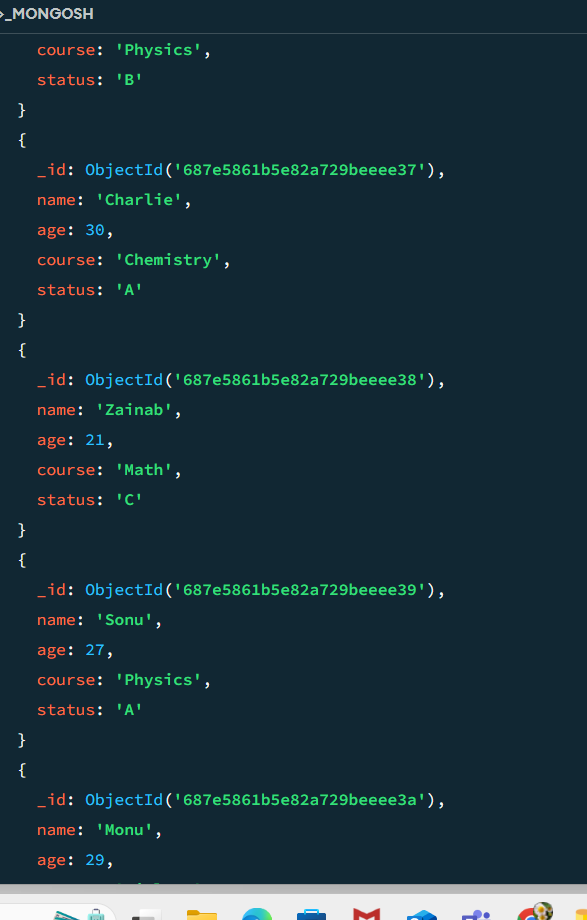 >_MONGOSH
course: 'Physics',
status: 'B'
}
{
_id: ObjectId('687e5861b5e82a729beeee37'),
name: 'Charlie',
age: 30,
course: 'Chemistry',
status: 'A'
}
{
_id: ObjectId('687e5861b5e82a729beeee38'),
name: 'Zainab',
age: 21,
course: 'Math',
status: 'C'
}
{
_id: ObjectId('687e5861b5e82a729beeee39'),
name: 'Sonu',
age: 27,
course: 'Physics',
status: 'A'
}
{
_id: ObjectId('687e5861b5e82a729beeee3a'),
name: 'Monu',
age: 29,